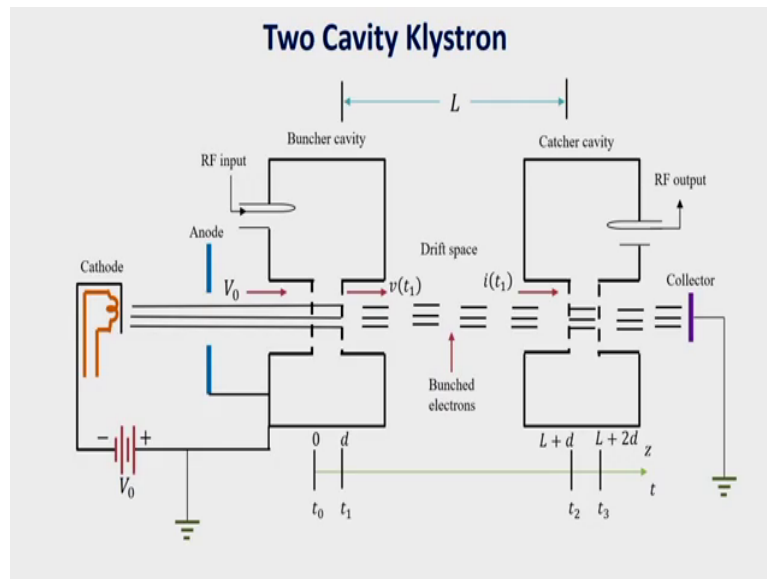 Two Cavity Klystron
L
Buncher cavity
Catcher cavity
RF input
RF output
Anode
Drift space
Cathode
V₀
v(t₁)
i(t₁)
Collector
Bunched
electrons
- +
V₀
0 d
L + d L + 2d
z
t
t₀ t₁
t₂ t₃